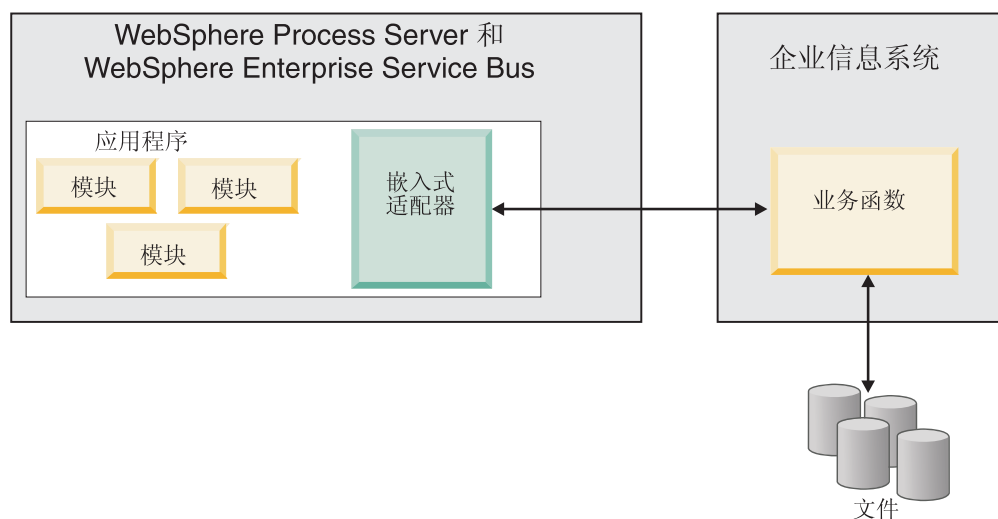 WebSphere Process Server 和
WebSphere Enterprise Service Bus
应用程序
模块
模块
模块
嵌入式
适配器
企业信息系统
业务函数
文件